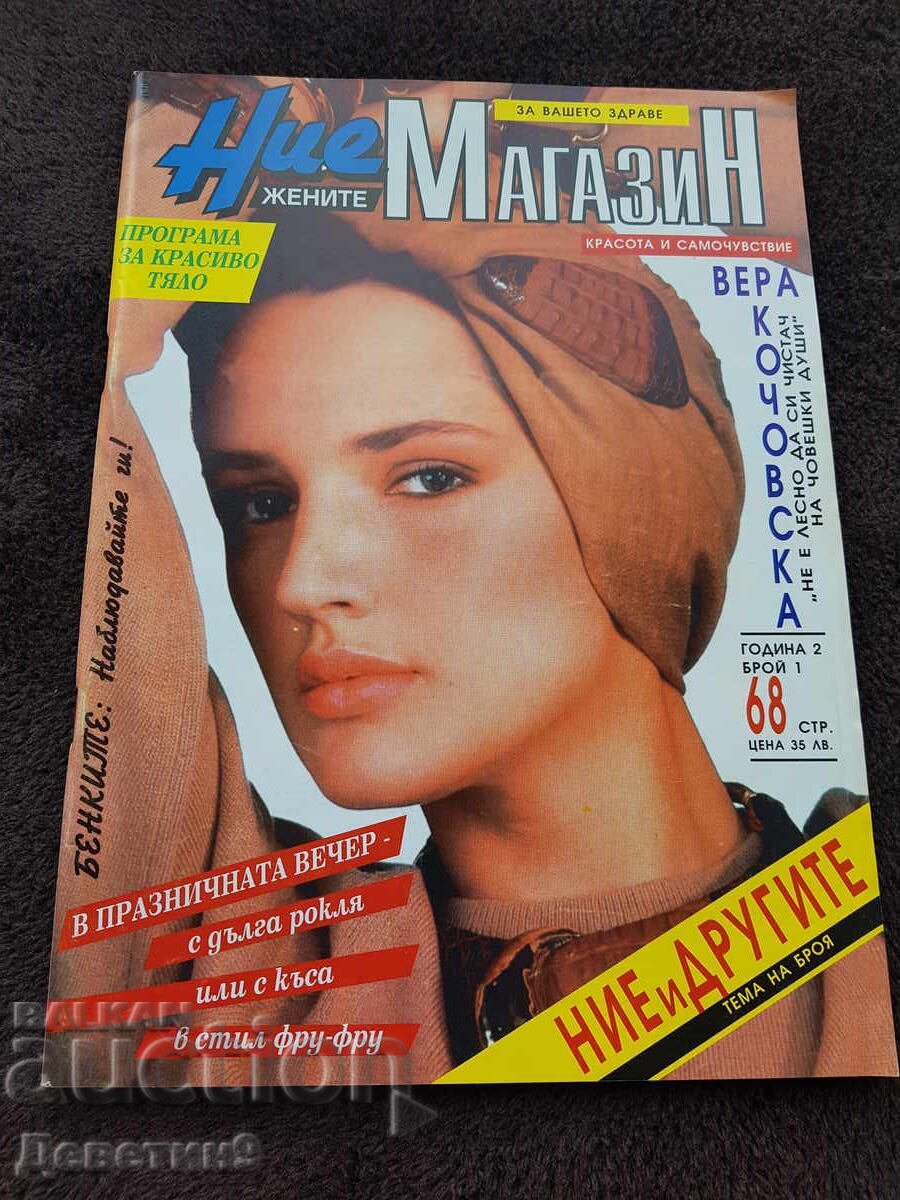 ЗА ВАШЕТО ЗДРАВЕ
Ние
ЖЕНИТЕ
МАГАЗиН
КРАСОТА И САМОЧУВСТВИЕ
ПРОГРАМА
ЗА КРАСИВО
ТЯЛО
ВЕРА
КОЧОВСКА
„НЕ Е ЛЕСНО ДА СИ ЧИСТАЧ
НА ЧОВЕШКИ ДУШИ“
БЕНКИТЕ: Наблюдавайте ги!
ГОДИНА 2
БРОЙ 1
68 СТР.
ЦЕНА 35 ЛВ.
В ПРАЗНИЧНАТА ВЕЧЕР -
с дълга рокля
или с къса
в стил фру-фру
НИЕ и ДРУГИТЕ
ТЕМА НА БРОЯ
BALKAN
auction
Деветин9